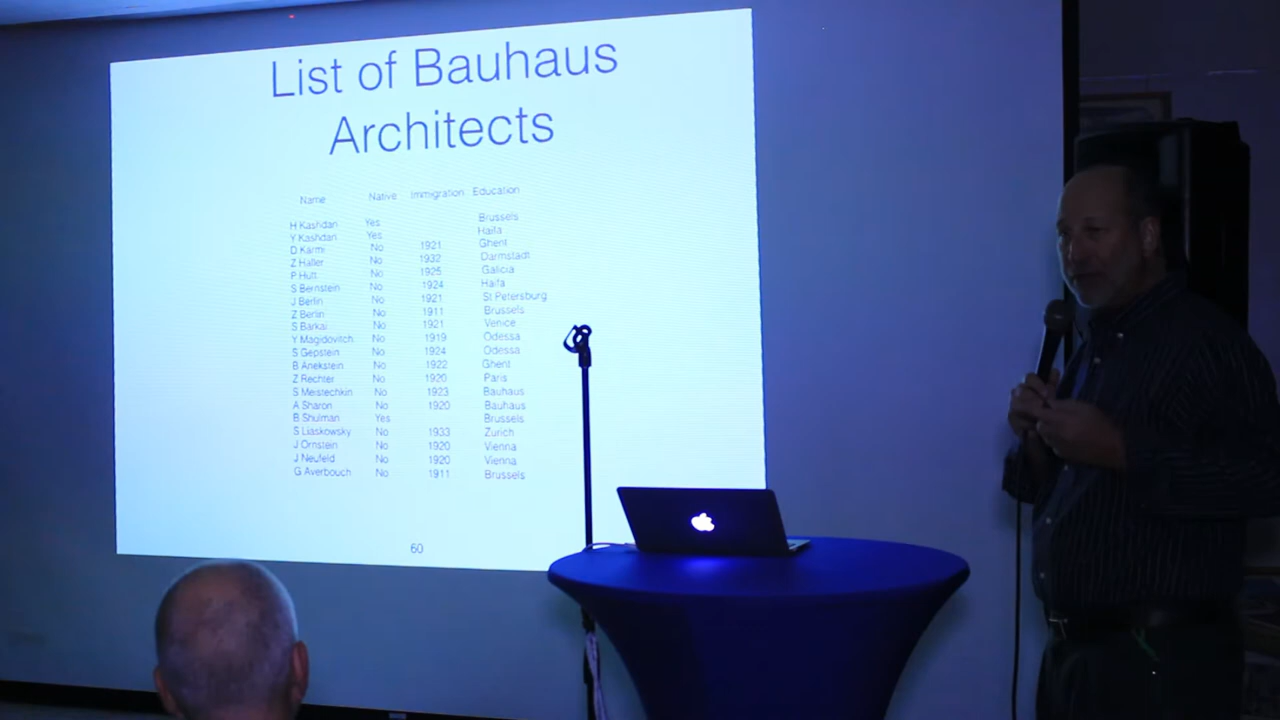 List of Bauhaus
Architects
Name Native Immigration Education
H Kashdan Yes Brussels
Y Kashdan Yes Haifa
D Karmi No 1921 Ghent
Z Haller No 1932 Darmstadt
P Hutt No 1925 Galicia
S Bernstein No 1924 Haifa
J Berlin No 1921 St Petersburg
Z Berlin No 1911 Brussels
S Barkai No 1921 Venice
Y Magidovitch No 1919 Odessa
S Gepstein No 1924 Odessa
B Anekstein No 1922 Ghent
Z Rechter No 1920 Paris
S Meistechkin No 1923 Bauhaus
A Sharon No 1920 Bauhaus
B Shulman Yes Brussels
S Liaskowsky No 1933 Zurich
J Ornstein No 1920 Vienna
J Neufeld No 1920 Vienna
G Averbouch No 1911 Brussels
60